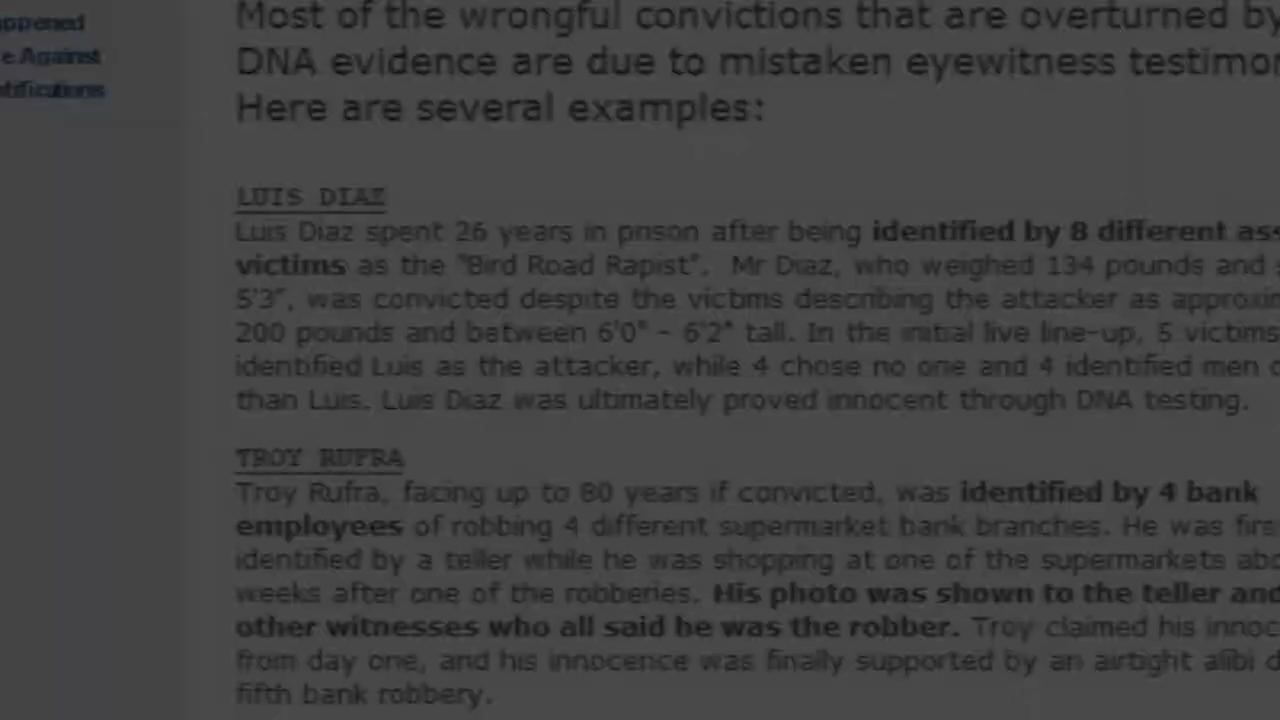 Most of the wrongful convictions that are overturned by
DNA evidence are due to mistaken eyewitness
Here are several examples:
LUIS DIAZ
Luis Diaz spent 26 years in prison after being identified by 8 different
victims as the "Bird Road Rapist". Mr Diaz, who weighed 134 pounds and
5'3", was convicted despite the victims describing the attacker as
200 pounds and between 6'0" - 6'2" tall. In the initial live line-up, 5 victims
identified Luis as the attacker, while 4 chose no one and 4 identified men
than Luis. Luis Diaz was ultimately proved innocent through DNA testing.
TROY RUFRA
Troy Rufra, facing up to 80 years if convicted, was identified by 4 bank
employees of robbing 4 different supermarket bank branches. He was
identified by a teller while he was shopping at one of the supermarkets
weeks after one of the robberies. His photo was shown to the teller and
other witnesses who all said he was the robber. Troy claimed his
from day one, and his innocence was finally supported by an airtight alibi
fifth bank robbery.